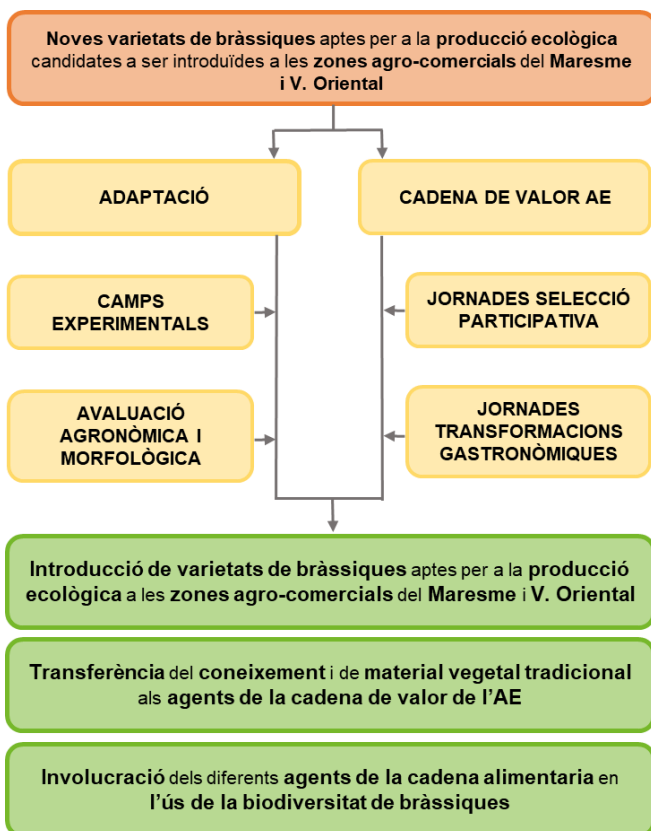 Noves varietats de bràssiques aptes per a la producció ecològica
candidates a ser introduïdes a les zones agro-comercials del Maresme
i V. Oriental
ADAPTACIÓ
CADENA DE VALOR AE
CAMPS
EXPERIMENTALS
JORNADES SELECCIÓ
PARTICIPATIVA
AVALUACIÓ
AGRONÒMICA I
MORFOLÒGICA
JORNADES
TRANSFORMACIONS
GASTRONÒMIQUES
Introducció de varietats de bràssiques aptes per a la producció
ecològica a les zones agro-comercials del Maresme i V. Oriental
Transferència del coneixement i de material vegetal tradicional
als agents de la cadena de valor de l'AE
Involucració dels diferents agents de la cadena alimentaria en
l'ús de la biodiversitat de bràssiques